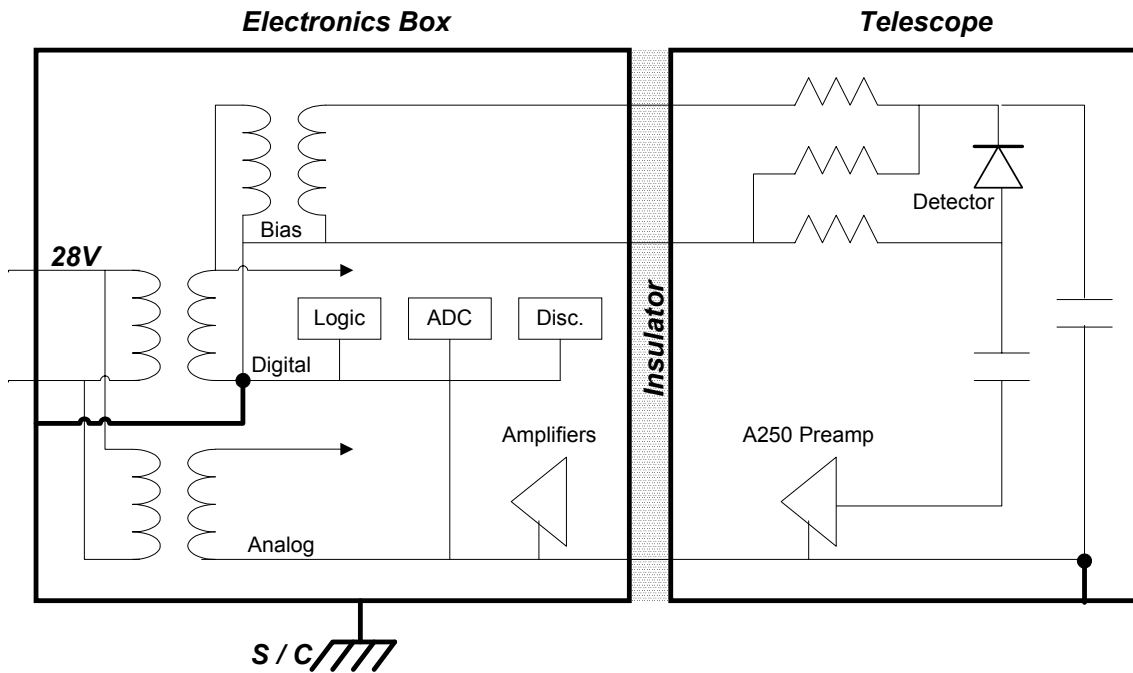 Electronics Box
Telescope
Bias
28V
Detector
Insulator
Logic
ADC
Disc.
Digital
Amplifiers
A250 Preamp
Analog
S / C